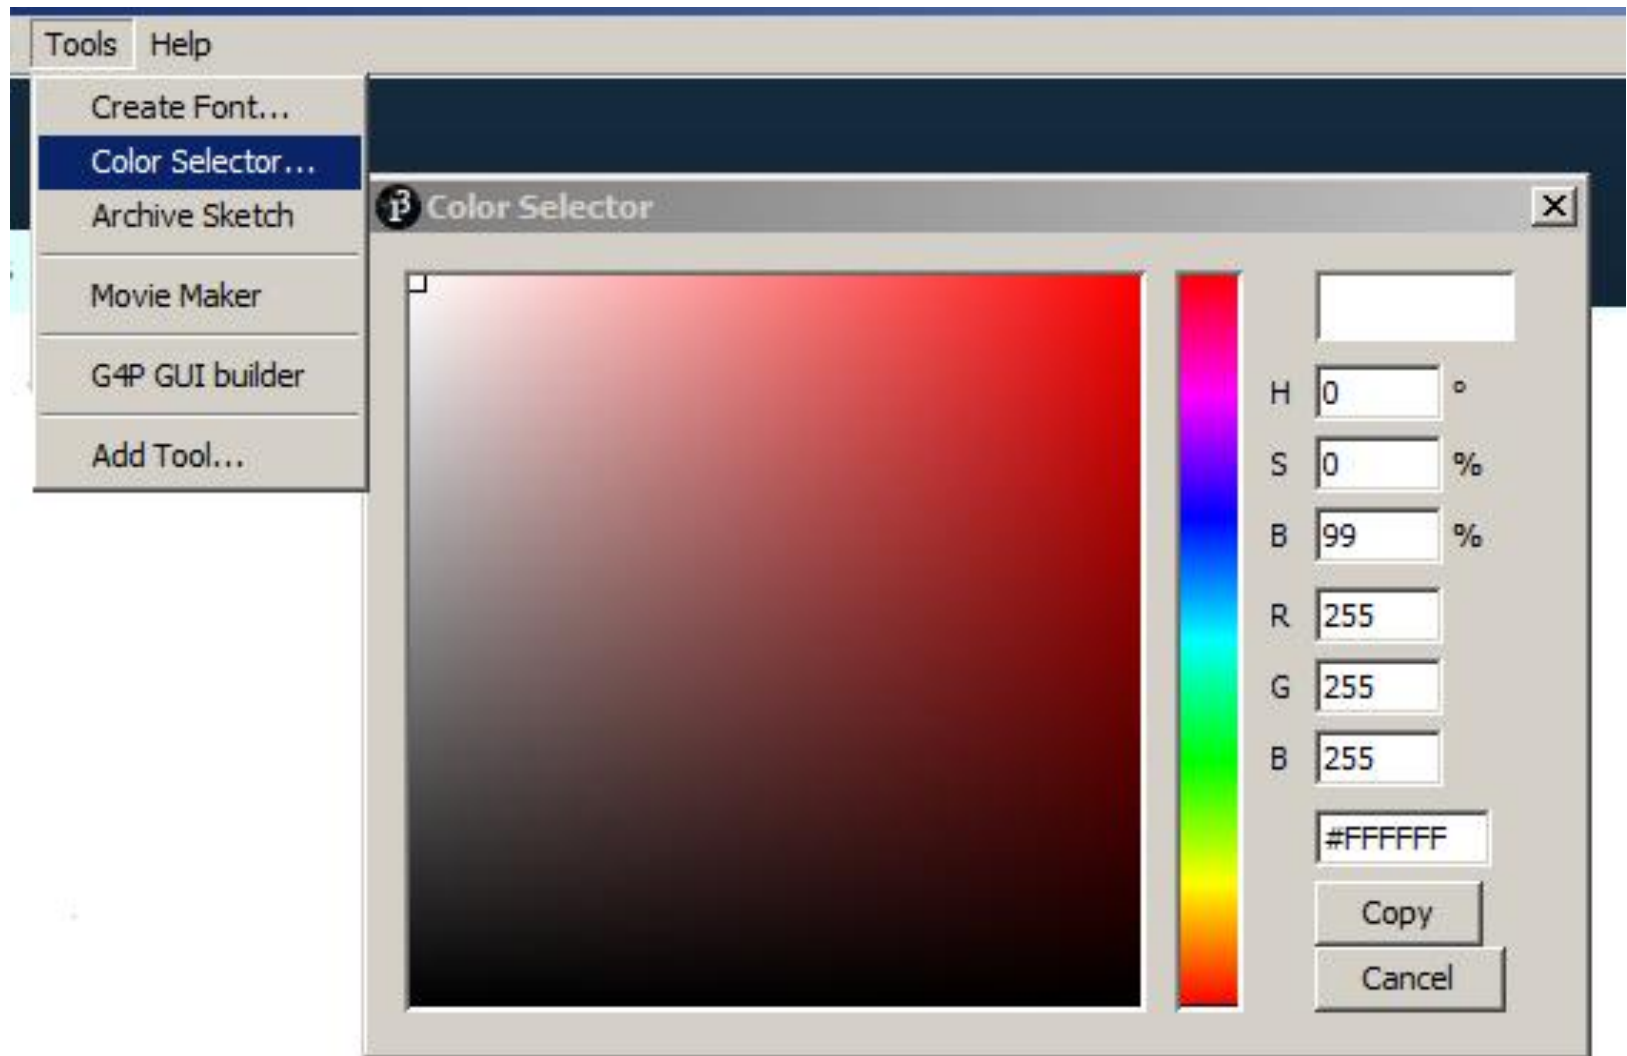 Tools Help
Create Font...
Color Selector...
Archive Sketch
Movie Maker
G4P GUI builder
Add Tool...
Color Selector
H 0 °
S 0 %
B 99 %
R 255
G 255
B 255
#FFFFFF
Copy
Cancel